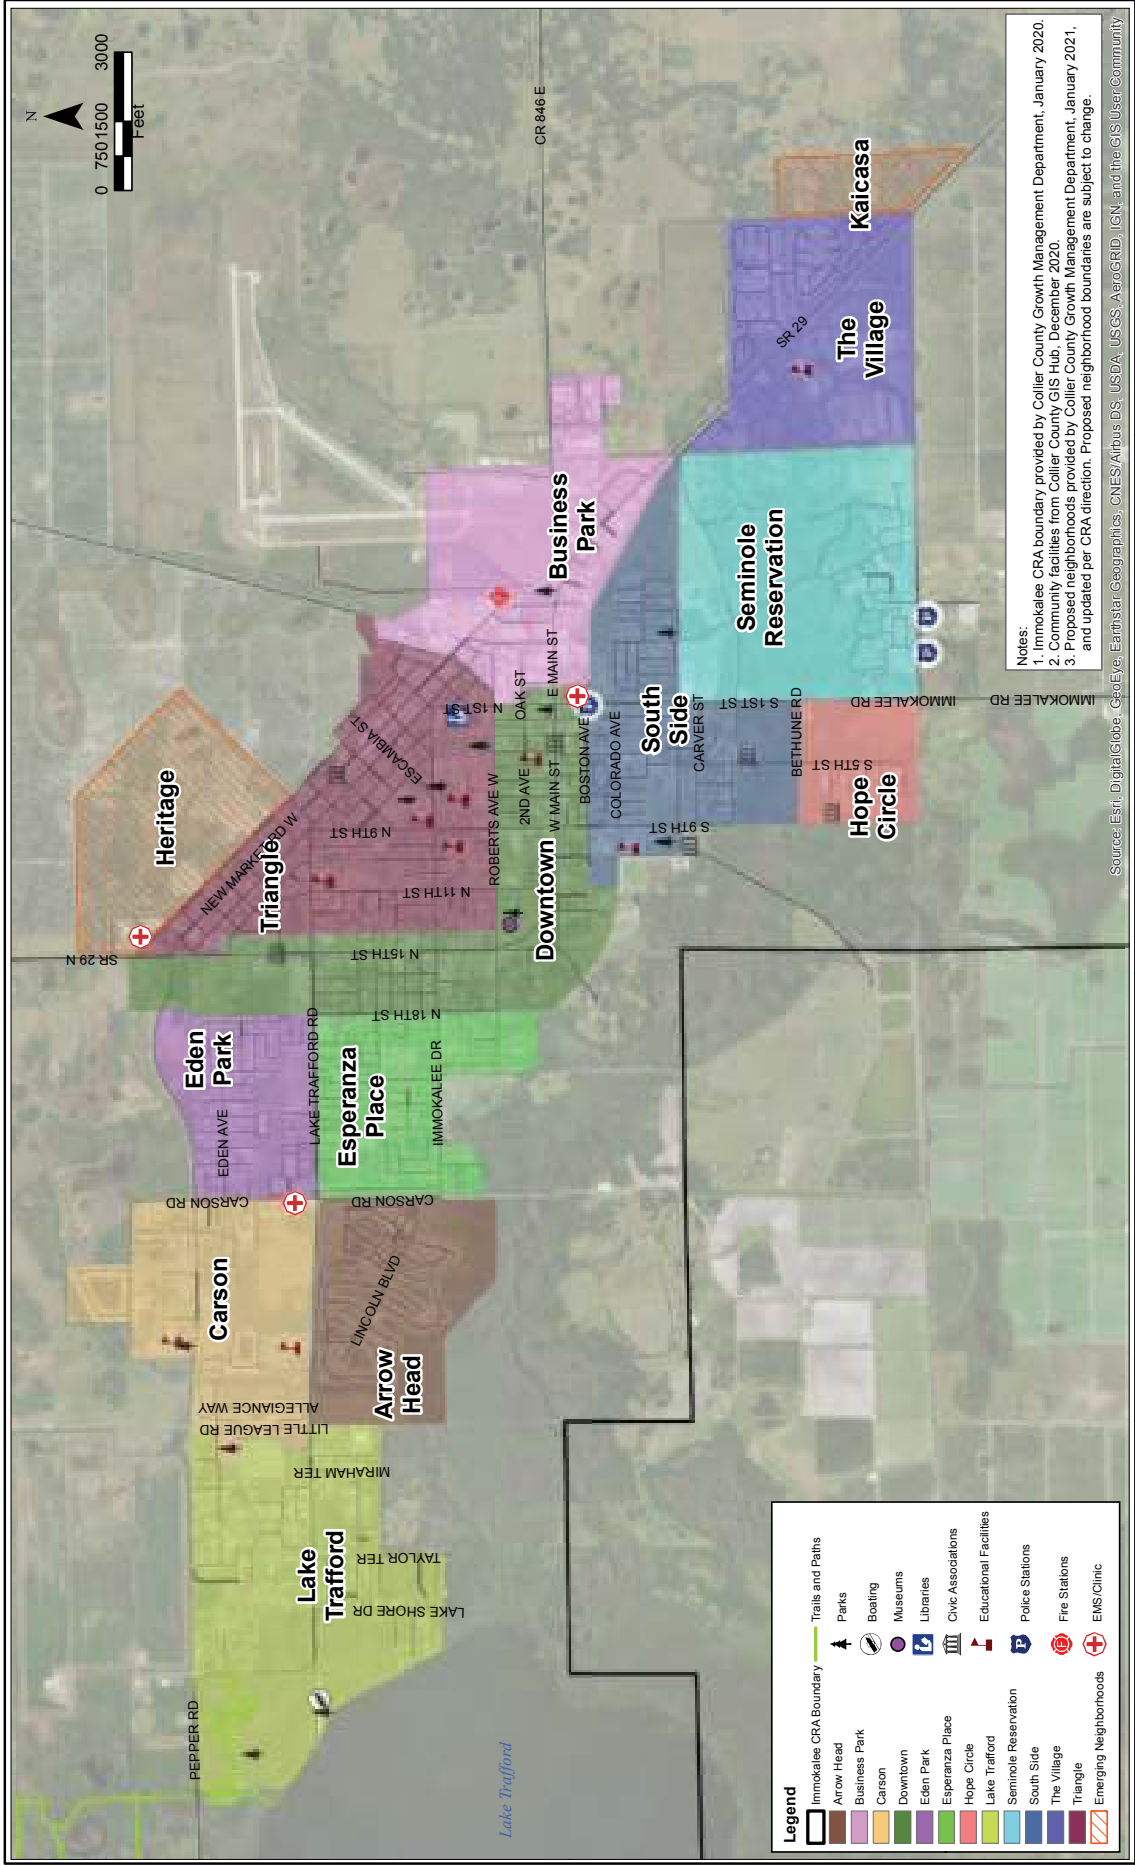 N
0 750 1500 3000
Feet
CR 846 E
SR 29 N
Heritage
NEW MARKET RD W
Triangle
ESCAMBIA ST
N 1ST ST
N 9TH ST
N 11TH ST
N 15TH ST
N 18TH ST
ROBERTS AVE W
OAK ST
2ND AVE
E MAIN ST
W MAIN ST
Downtown
BOSTON AVE
COLORADO AVE
Business
Park
South
Side
CARVER ST
S 1ST ST
S 9TH ST
BETHUNE RD
S 5TH ST
Hope
Circle
IMMOKALEE RD
IMMOKALEE RD
Seminole
Reservation
SR 29
The
Village
Kaicasa
Eden
Park
EDEN AVE
LAKE TRAFFORD RD
Esperanza
Place
IMMOKALEE DR
CARSON RD
CARSON RD
Carson
LINCOLN BLVD
Arrow
Head
ALLEGIANCE WAY
LITTLE LEAGUE RD
MIRAHAM TER
Lake
Trafford
TAYLOR TER
LAKE SHORE DR
PEPPER RD
Lake Trafford
Legend
Immokalee CRA Boundary
Arrow Head
Business Park
Carson
Downtown
Eden Park
Esperanza Place
Hope Circle
Lake Trafford
Seminole Reservation
South Side
The Village
Triangle
Emerging Neighborhoods
Trails and Paths
Parks
Boating
Museums
Libraries
Civic Associations
Educational Facilities
P
Police Stations
F
Fire Stations
EMS/Clinic
Notes:
1. Immokalee CRA boundary provided by Collier County Growth Management Department, January 2020.
2. Community facilities from Collier County GIS Hub, December 2020.
3. Proposed neighborhoods provided by Collier County Growth Management Department, January 2021,
and updated per CRA direction. Proposed neighborhood boundaries are subject to change.
Source: Esri, DigitalGlobe, GeoEye, Earthstar Geographics, CNES/Airbus DS, USDA, USGS, AeroGRID, IGN, and the GIS User Community